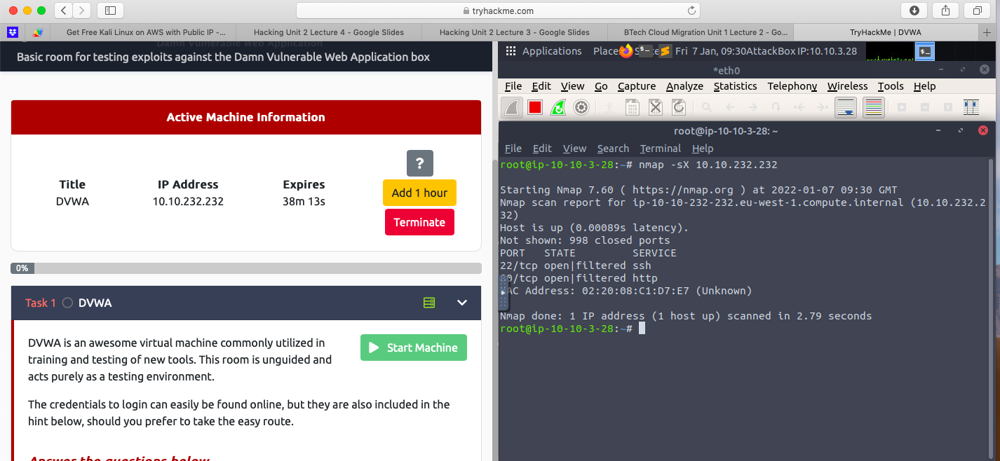 tryhackme.com
Get Free Kali Linux on AWS with Public IP -...
Hacking Unit 2 Lecture 4 - Google Slides
Hacking Unit 2 Lecture 3 - Google Slides
BTech Cloud Migration Unit 1 Lecture 2 - Go...
TryHackMe | DVWA
Damn Vulnerable Web Application
Basic room for testing exploits against the Damn Vulnerable Web Application box
Active Machine Information
?
Title
IP Address
Expires
Add 1 hour
DVWA
10.10.232.232
38m 13s
Terminate
0%
Task 1
DVWA
DVWA is an awesome virtual machine commonly utilized in
training and testing of new tools. This room is unguided and
acts purely as a testing environment.
Start Machine
The credentials to login can easily be found online, but they are also included in the
hint below, should you prefer to take the easy route.
Answer the questions below
Applications
Fri 7 Jan, 09:30
AttackBox IP:10.10.3.28
*eth0
File Edit View Go Capture Analyze Statistics Telephony Wireless Tools Help
root@ip-10-10-3-28: ~
File Edit View Search Terminal Help
root@ip-10-10-3-28:~# nmap -sX 10.10.232.232
Starting Nmap 7.60 ( https://nmap.org ) at 2022-01-07 09:30 GMT
Nmap scan report for ip-10-10-232-232.eu-west-1.compute.internal (10.10.232.2
32)
Host is up (0.00089s latency).
Not shown: 998 closed ports
PORT STATE SERVICE
22/tcp open|filtered ssh
80/tcp open|filtered http
MAC Address: 02:20:08:C1:D7:E7 (Unknown)
Nmap done: 1 IP address (1 host up) scanned in 2.79 seconds
root@ip-10-10-3-28:~#